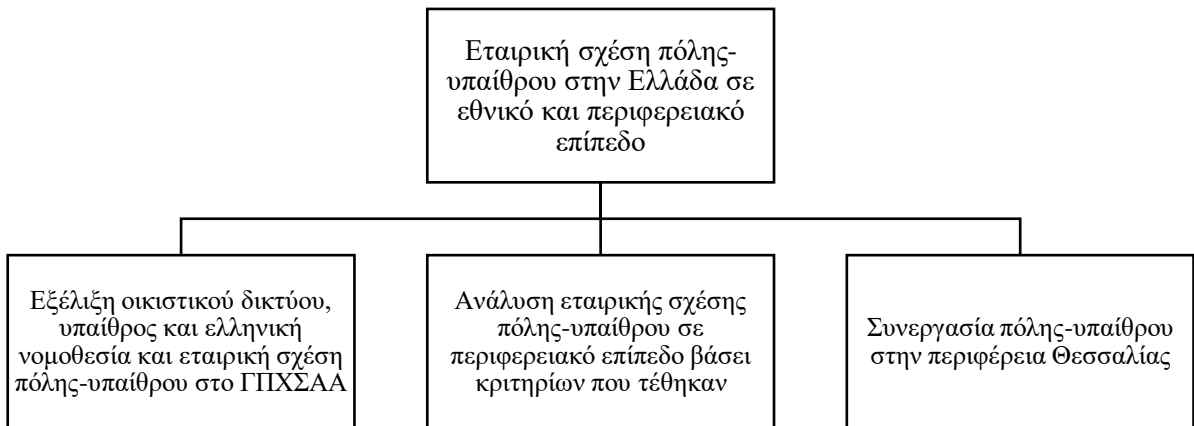 Εταιρική σχέση πόλης-
υπαίθρου στην Ελλάδα σε
εθνικό και περιφερειακό
επίπεδο
Εξέλιξη οικιστικού δικτύου,
υπαίθρος και ελληνική
νομοθεσία και εταιρική σχέση
πόλης-υπαίθρου στο ΓΠΧΣΑΑ
Ανάλυση εταιρικής σχέσης
πόλης-υπαίθρου σε
περιφερειακό επίπεδο βάσει
κριτηρίων που τέθηκαν
Συνεργασία πόλης-υπαίθρου
στην περιφέρεια Θεσσαλίας